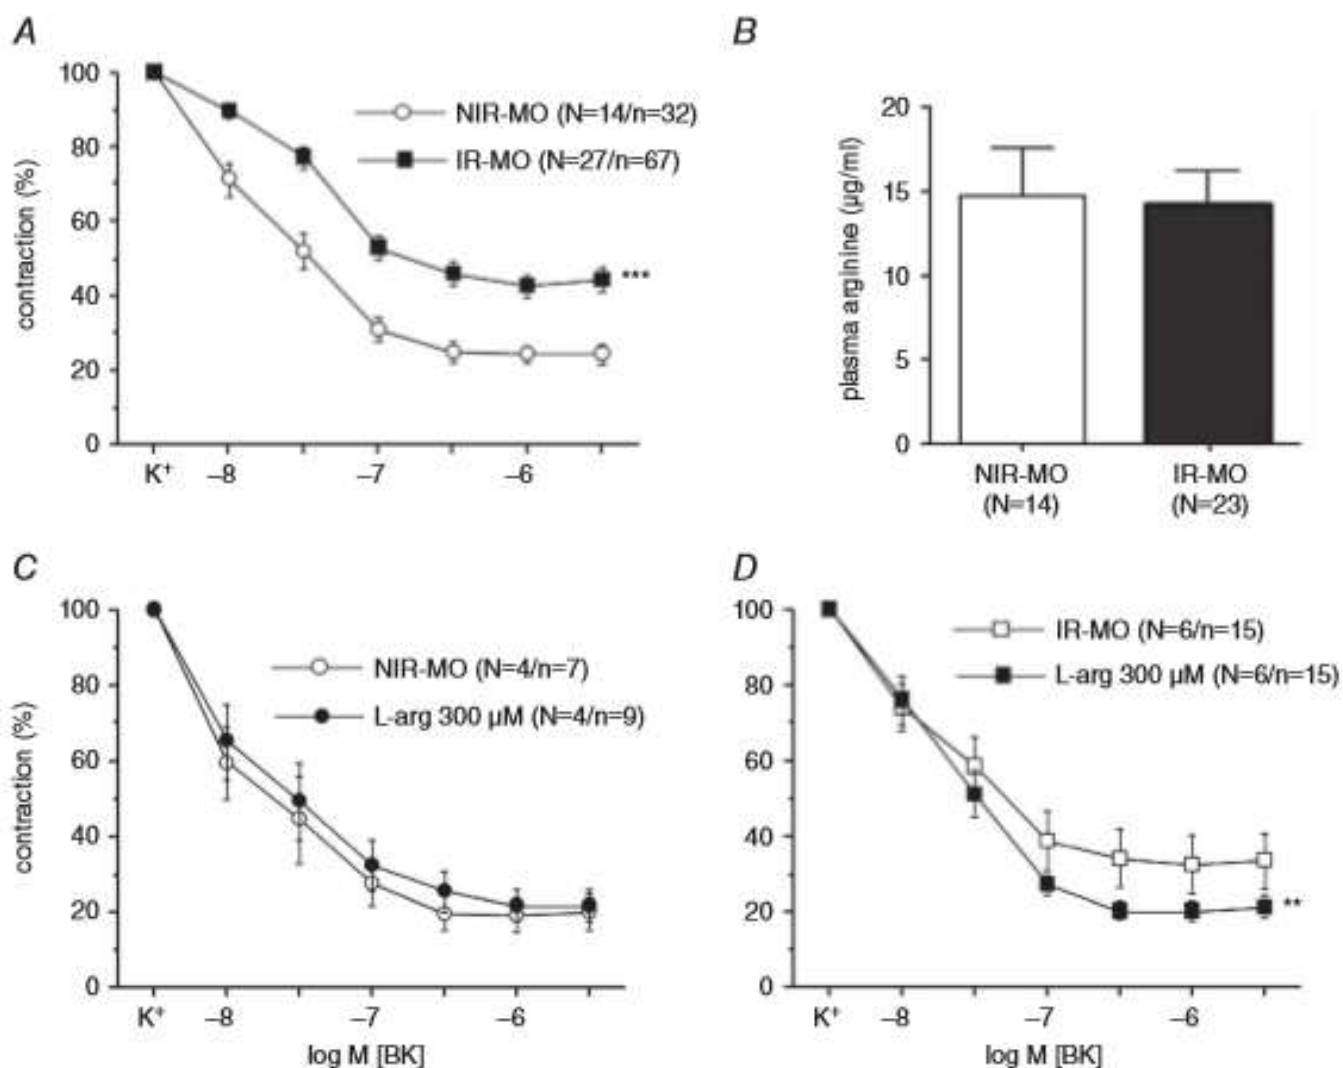 A
100
80
60
40
20
0
contraction (%)
NIR-MO (N=14/n=32)
IR-MO (N=27/n=67)
***
K⁺ –8 –7 –6
B
20
15
10
5
0
plasma arginine (µg/ml)
NIR-MO
(N=14)
IR-MO
(N=23)
C
100
80
60
40
20
0
contraction (%)
NIR-MO (N=4/n=7)
L-arg 300 µM (N=4/n=9)
K⁺ –8 –7 –6
log M [BK]
D
100
80
60
40
20
0
IR-MO (N=6/n=15)
L-arg 300 µM (N=6/n=15)
**
K⁺ –8 –7 –6
log M [BK]